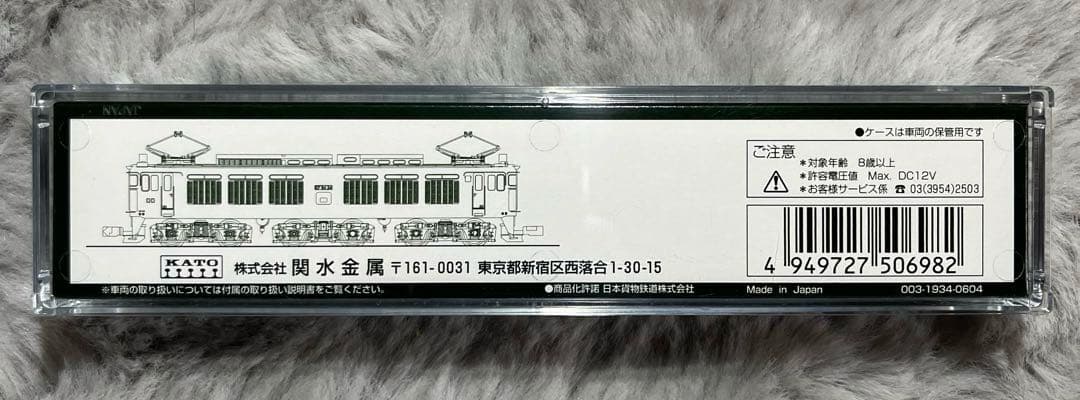 ●ケースは車両の保管用です
ご注意
*対象年齢 8歳以上
*許容電圧値 Max. DC12V
*お客様サービス係 ☎ 03(3954)2503
KATO
株式会社 関水金属 〒161-0031 東京都新宿区西落合1-30-15
4 949727 506982
※車両の取り扱いについては付属の取り扱い説明書をご覧ください。
●商品化許諾 日本貨物鉄道株式会社
Made in Japan
003-1934-0604